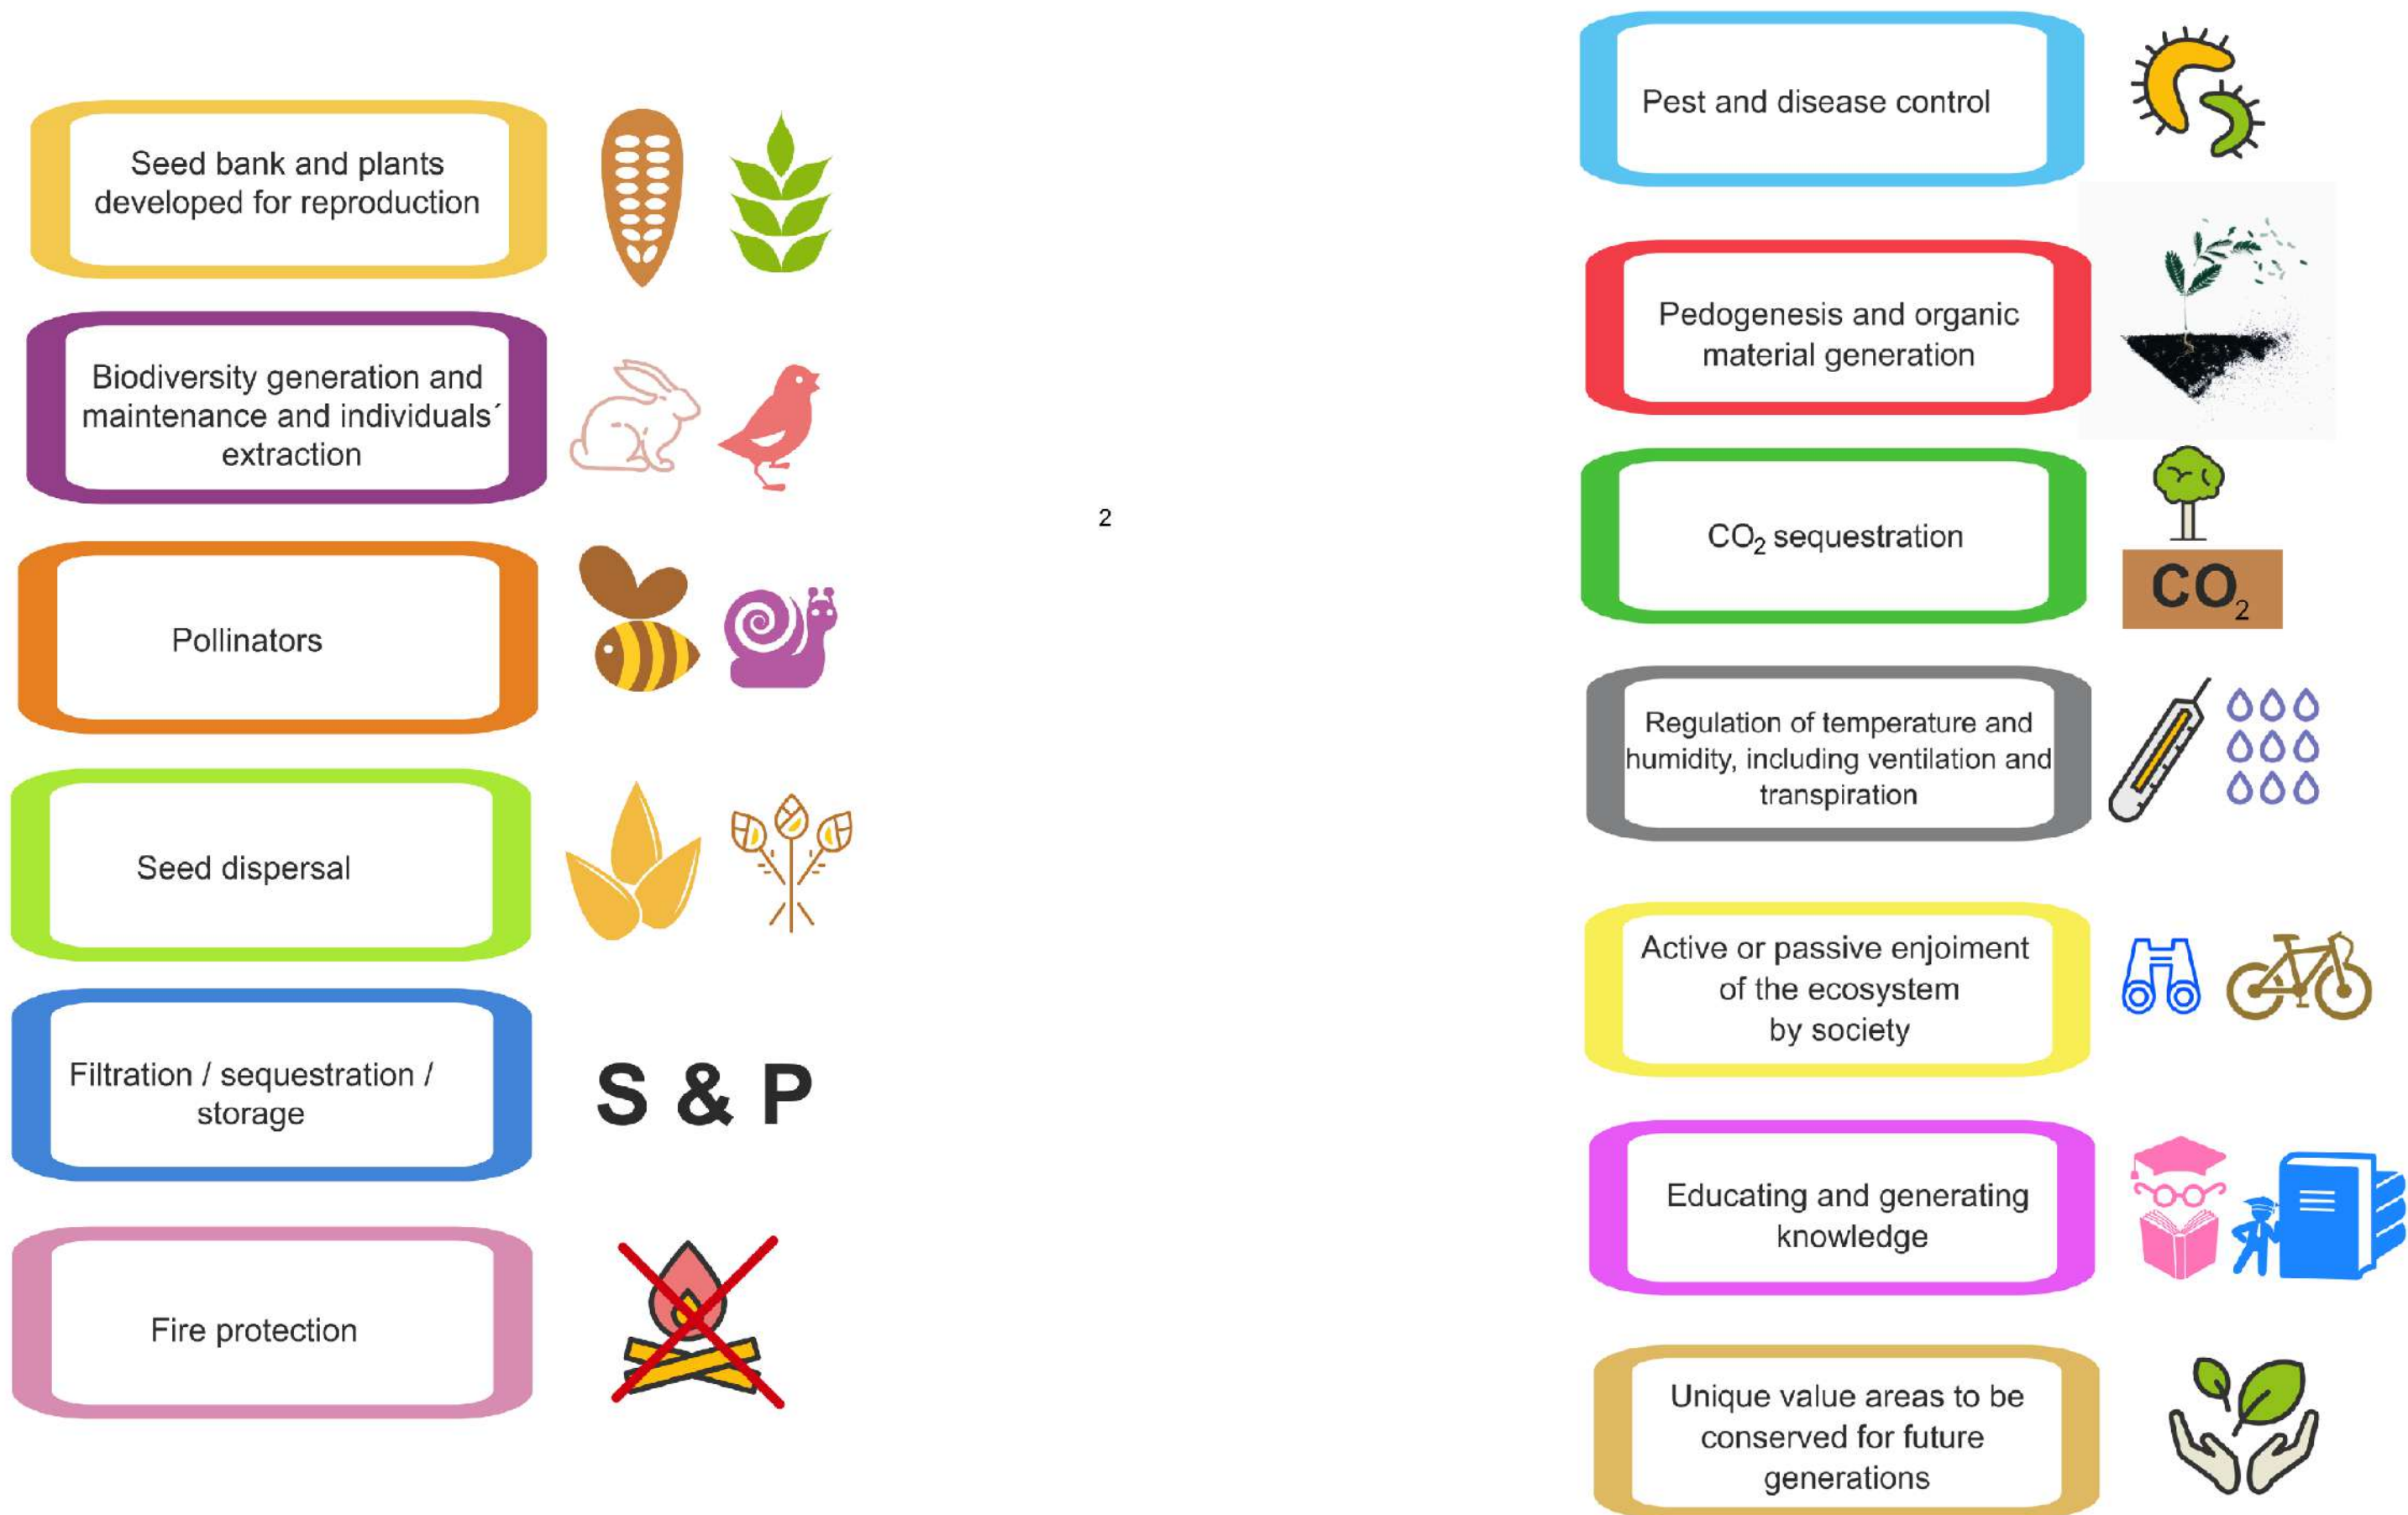 Seed bank and plants
developed for reproduction
Biodiversity generation and
maintenance and individuals´
extraction
Pollinators
Seed dispersal
Filtration / sequestration /
storage
S & P
Fire protection
2
Pest and disease control
Pedogenesis and organic
material generation
CO₂ sequestration
CO₂
Regulation of temperature and
humidity, including ventilation and
transpiration
Active or passive enjoiment
of the ecosystem
by society
Educating and generating
knowledge
Unique value areas to be
conserved for future
generations